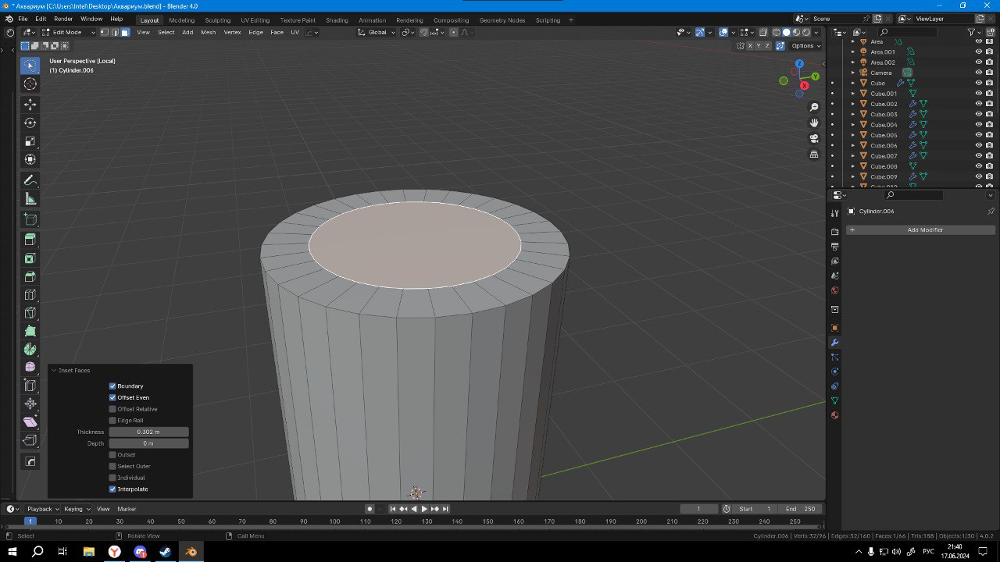 * Аквариум [C:\Users\Intel\Desktop\Аквариум.blend] - Blender 4.0
File Edit Render Window Help Layout Modeling Sculpting UV Editing Texture Paint Shading Animation Rendering Compositing Geometry Nodes Scripting + Scene ViewLayer
Edit Mode View Select Add Mesh Vertex Edge Face UV Global
X Y Z Options
User Perspective (Local)
(1) Cylinder.006
Z
Y
X
Area
Area.001
Area.002
Camera
Cube
Cube.001
Cube.002
Cube.003
Cube.004
Cube.005
Cube.006
Cube.007
Cube.008
Cube.009
Cube.010
Cylinder.006
+ Add Modifier
Inset Faces
Boundary
Offset Even
Offset Relative
Edge Rail
Thickness 0.302 m
Depth 0 m
Outset
Select Outer
Individual
Interpolate
Playback Keying View Marker 1 Start 1 End 250
1 10 20 30 40 50 60 70 80 90 100 110 120 130 140 150 160 170 180 190 200 210 220 230 240 250
Select Rotate View Call Menu Cylinder.006 | Verts:32/96 | Edges:32/160 | Faces:1/66 | Tris:188 | Objects:1/30 | 4.0.2
РУС
21:40
17.06.2024